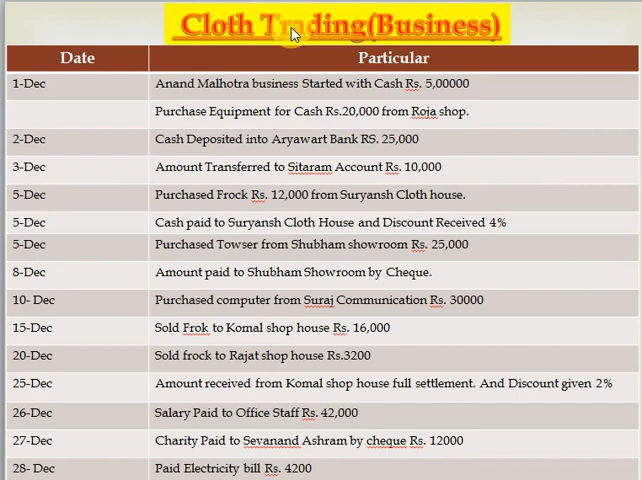 Cloth Trading(Business)
Date Particular
1-Dec Anand Malhotra business Started with Cash Rs. 5,00000
Purchase Equipment for Cash Rs.20,000 from Roja shop.
2-Dec Cash Deposited into Aryawart Bank RS. 25,000
3-Dec Amount Transferred to Sitaram Account Rs. 10,000
5-Dec Purchased Frock Rs. 12,000 from Suryansh Cloth house.
5-Dec Cash paid to Suryansh Cloth House and Discount Received 4%
5-Dec Purchased Towser from Shubham showroom Rs. 25,000
8-Dec Amount paid to Shubham Showroom by Cheque.
10- Dec Purchased computer from Suraj Communication Rs. 30000
15-Dec Sold Frok to Komal shop house Rs. 16,000
20-Dec Sold frock to Rajat shop house Rs.3200
25-Dec Amount received from Komal shop house full settlement. And Discount given 2%
26-Dec Salary Paid to Office Staff Rs. 42,000
27-Dec Charity Paid to Sevanand Ashram by cheque Rs. 12000
28- Dec Paid Electricity bill Rs. 4200